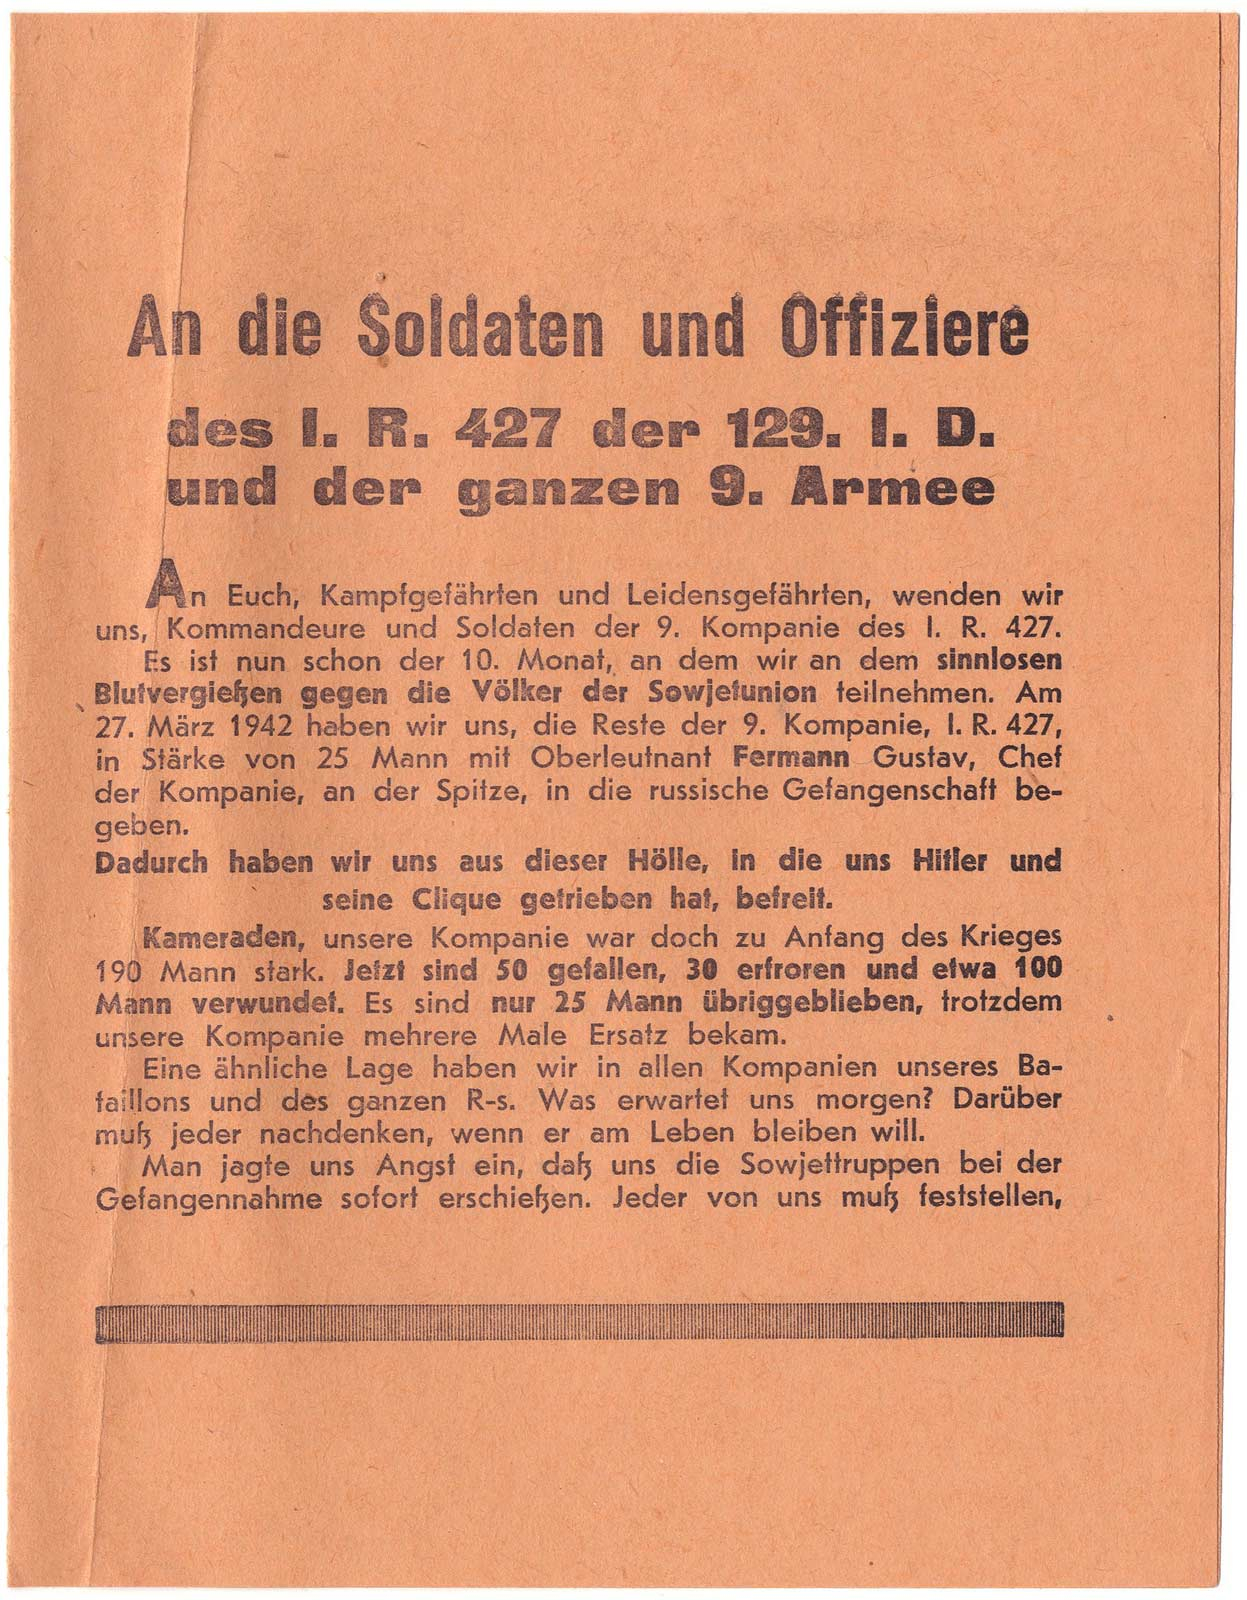 An die Soldaten und Offiziere
des I. R. 427 der 129. I. D.
und der ganzen 9. Armee
An Euch, Kampfgefährten und Leidensgefährten, wenden wir
uns, Kommandeure und Soldaten der 9. Kompanie des I. R. 427.
Es ist nun schon der 10. Monat, an dem wir an dem sinnlosen
Blutvergießen gegen die Völker der Sowjetunion teilnehmen. Am
27. März 1942 haben wir uns, die Reste der 9. Kompanie, I. R. 427,
in Stärke von 25 Mann mit Oberleutnant Fermann Gustav, Chef
der Kompanie, an der Spitze, in die russische Gefangenschaft be-
geben.
Dadurch haben wir uns aus dieser Hölle, in die uns Hitler und
seine Clique getrieben hat, befreit.
Kameraden, unsere Kompanie war doch zu Anfang des Krieges
190 Mann stark. Jetzt sind 50 gefallen, 30 erfroren und etwa 100
Mann verwundet. Es sind nur 25 Mann übriggeblieben, trotzdem
unsere Kompanie mehrere Male Ersatz bekam.
Eine ähnliche Lage haben wir in allen Kompanien unseres Ba-
taillons und des ganzen R-s. Was erwartet uns morgen? Darüber
muß jeder nachdenken, wenn er am Leben bleiben will.
Man jagte uns Angst ein, daß uns die Sowjettruppen bei der
Gefangennahme sofort erschießen. Jeder von uns muß feststellen,